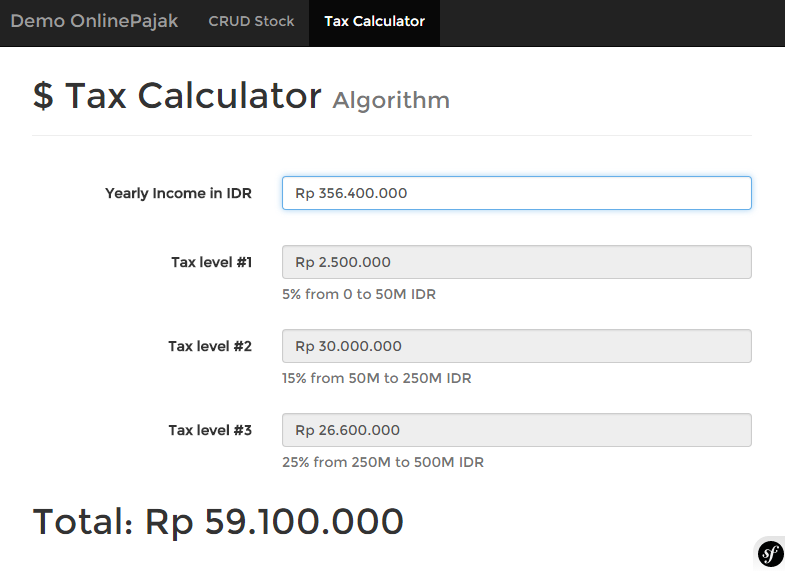 Demo OnlinePajak CRUD Stock Tax Calculator
$ Tax Calculator Algorithm
Yearly Income in IDR Rp 356.400.000
Tax level #1 Rp 2.500.000
5% from 0 to 50M IDR
Tax level #2 Rp 30.000.000
15% from 50M to 250M IDR
Tax level #3 Rp 26.600.000
25% from 250M to 500M IDR
Total: Rp 59.100.000
sf